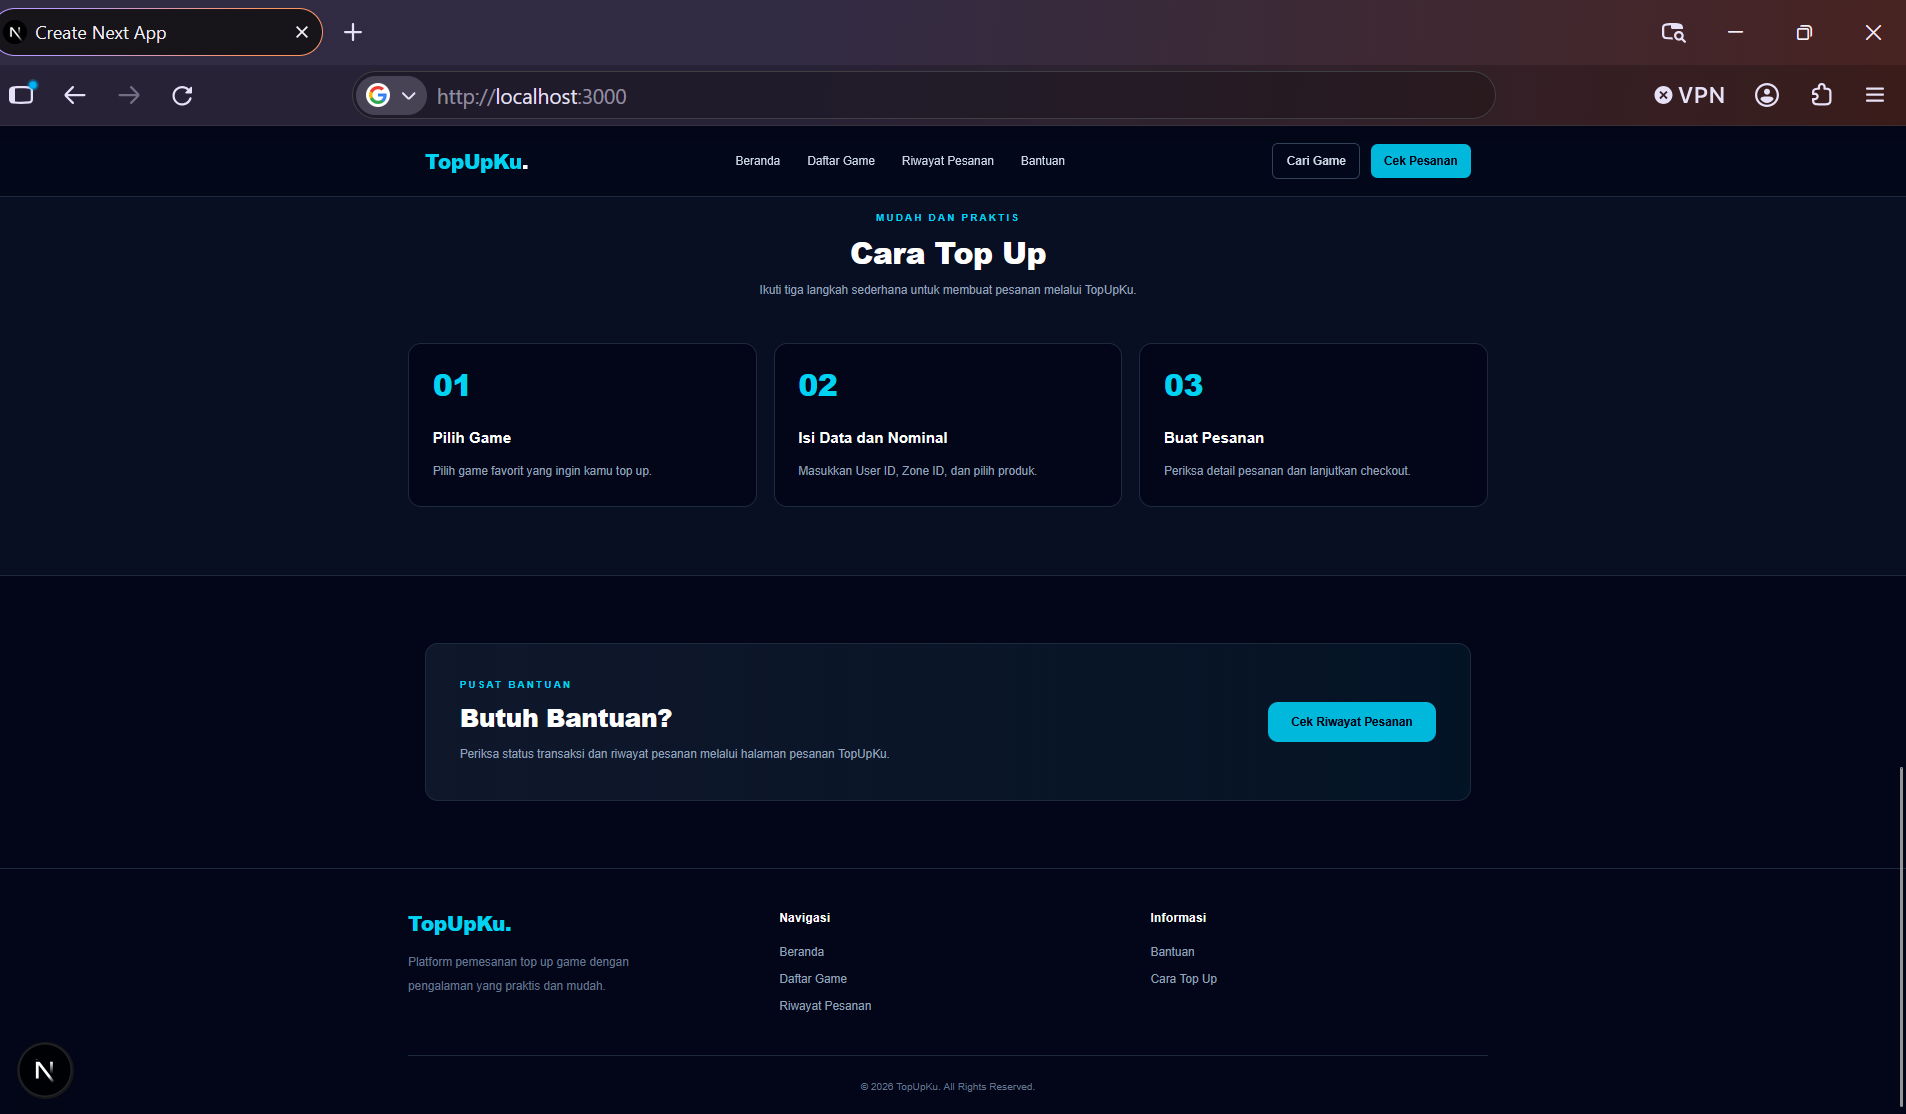 Create Next App
http://localhost:3000
VPN
TopUpKu.
Beranda
Daftar Game
Riwayat Pesanan
Bantuan
Cari Game
Cek Pesanan
MUDAH DAN PRAKTIS
Cara Top Up
Ikuti tiga langkah sederhana untuk membuat pesanan melalui TopUpKu.
01
Pilih Game
Pilih game favorit yang ingin kamu top up.
02
Isi Data dan Nominal
Masukkan User ID, Zone ID, dan pilih produk.
03
Buat Pesanan
Periksa detail pesanan dan lanjutkan checkout.
PUSAT BANTUAN
Butuh Bantuan?
Periksa status transaksi dan riwayat pesanan melalui halaman pesanan TopUpKu.
Cek Riwayat Pesanan
TopUpKu.
Platform pemesanan top up game dengan
pengalaman yang praktis dan mudah.
Navigasi
Beranda
Daftar Game
Riwayat Pesanan
Informasi
Bantuan
Cara Top Up
© 2026 TopUpKu. All Rights Reserved.